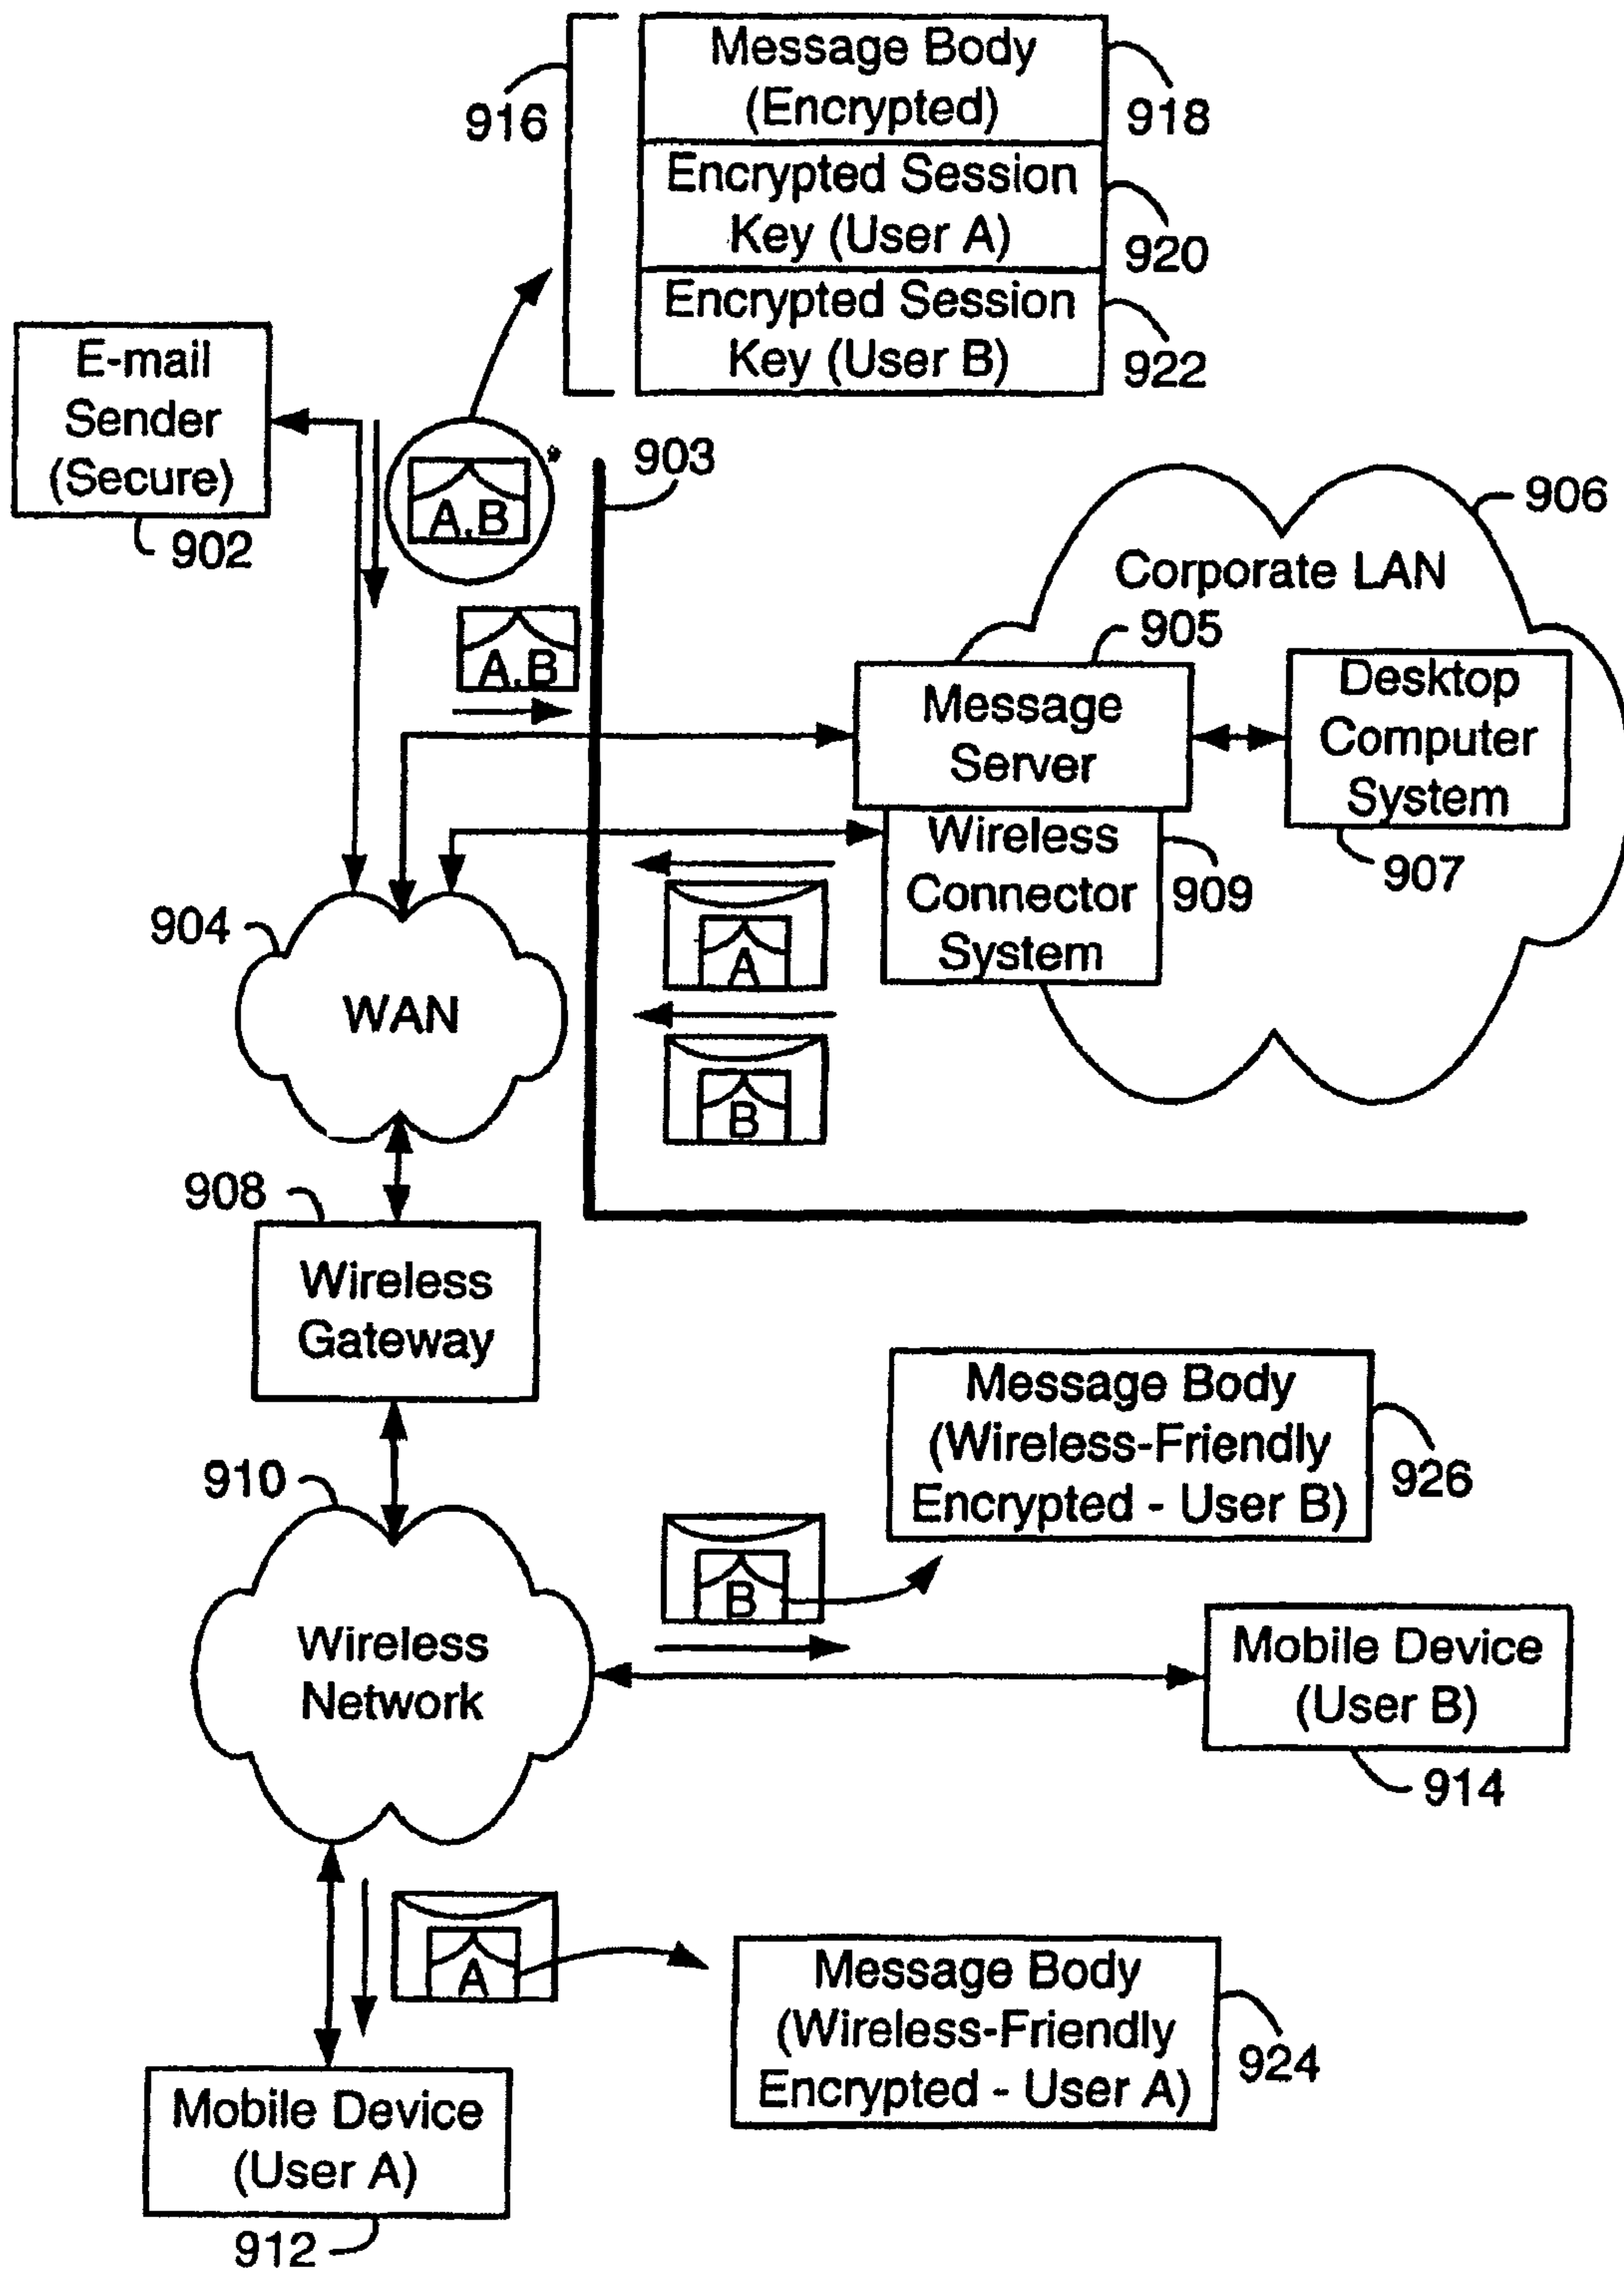 Message Body
(Encrypted)
916
918
Encrypted Session
Key (User A)
920
Encrypted Session
Key (User B)
922
E-mail
Sender
(Secure)
902
A,B
903
906
Corporate LAN
905
A,B
Message
Server
Desktop
Computer
System
907
Wireless
Connector
System
909
904
A
WAN
B
908
Wireless
Gateway
Message Body
(Wireless-Friendly
Encrypted - User B)
926
910
B
Wireless
Network
Mobile Device
(User B)
914
A
Message Body
(Wireless-Friendly
Encrypted - User A)
924
Mobile Device
(User A)
912